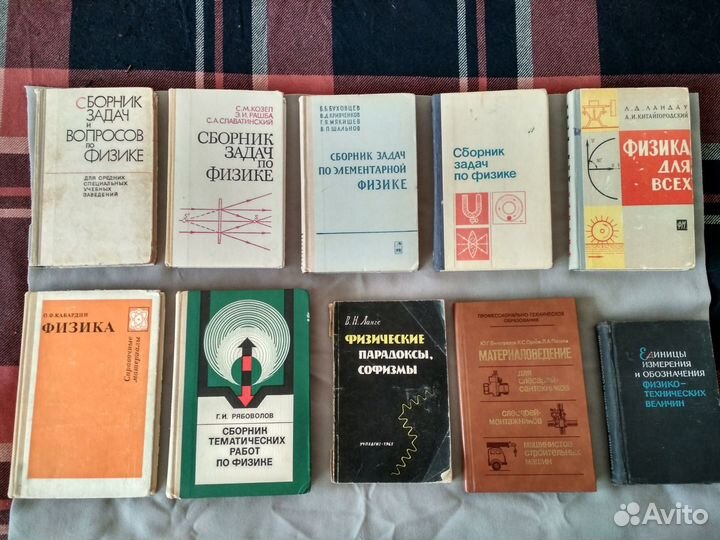 СБОРНИК
ЗАДАЧ
И
ВОПРОСОВ
ПО
ФИЗИКЕ
ДЛЯ СРЕДНИХ
СПЕЦИАЛЬНЫХ
УЧЕБНЫХ
ЗАВЕДЕНИЙ
С.М. КОЗЕЛ
Э.И. РАШБА
С.А. СЛАВАТИНСКИЙ
СБОРНИК
ЗАДАЧ
ПО
ФИЗИКЕ
Б.Б. БУХОВЦЕВ
В.Д. КРИВЧЕНКОВ
Г.Я. МЯКИШЕВ
В.П. ШАЛЬНОВ
СБОРНИК ЗАДАЧ
ПО ЭЛЕМЕНТАРНОЙ
ФИЗИКЕ
Сборник
задач
по физике
Л. Д. ЛАНДАУ
А. И. КИТАЙГОРОДСКИЙ
ФИЗИКА
ДЛЯ
ВСЕХ
О.Ф. КАБАРДИН
ФИЗИКА
Справочные
материалы
Г. И. РЯБОВОЛОВ
СБОРНИК
ТЕМАТИЧЕСКИХ
РАБОТ
ПО ФИЗИКЕ
В. Н. Ланге
ФИЗИЧЕСКИЕ
ПАРАДОКСЫ,
СОФИЗМЫ
УЧПЕДГИЗ · 1963
ПРОФЕССИОНАЛЬНО-ТЕХНИЧЕСКОЕ
ОБРАЗОВАНИЕ
МАТЕРИАЛОВЕДЕНИЕ
для
слесарей-
сантехников
слесарей-
монтажников
машинистов
строительных
машин
ЕДИНИЦЫ
ИЗМЕРЕНИЯ
И ОБОЗНАЧЕНИЯ
ФИЗИКО-
ТЕХНИЧЕСКИХ
ВЕЛИЧИН
Avito